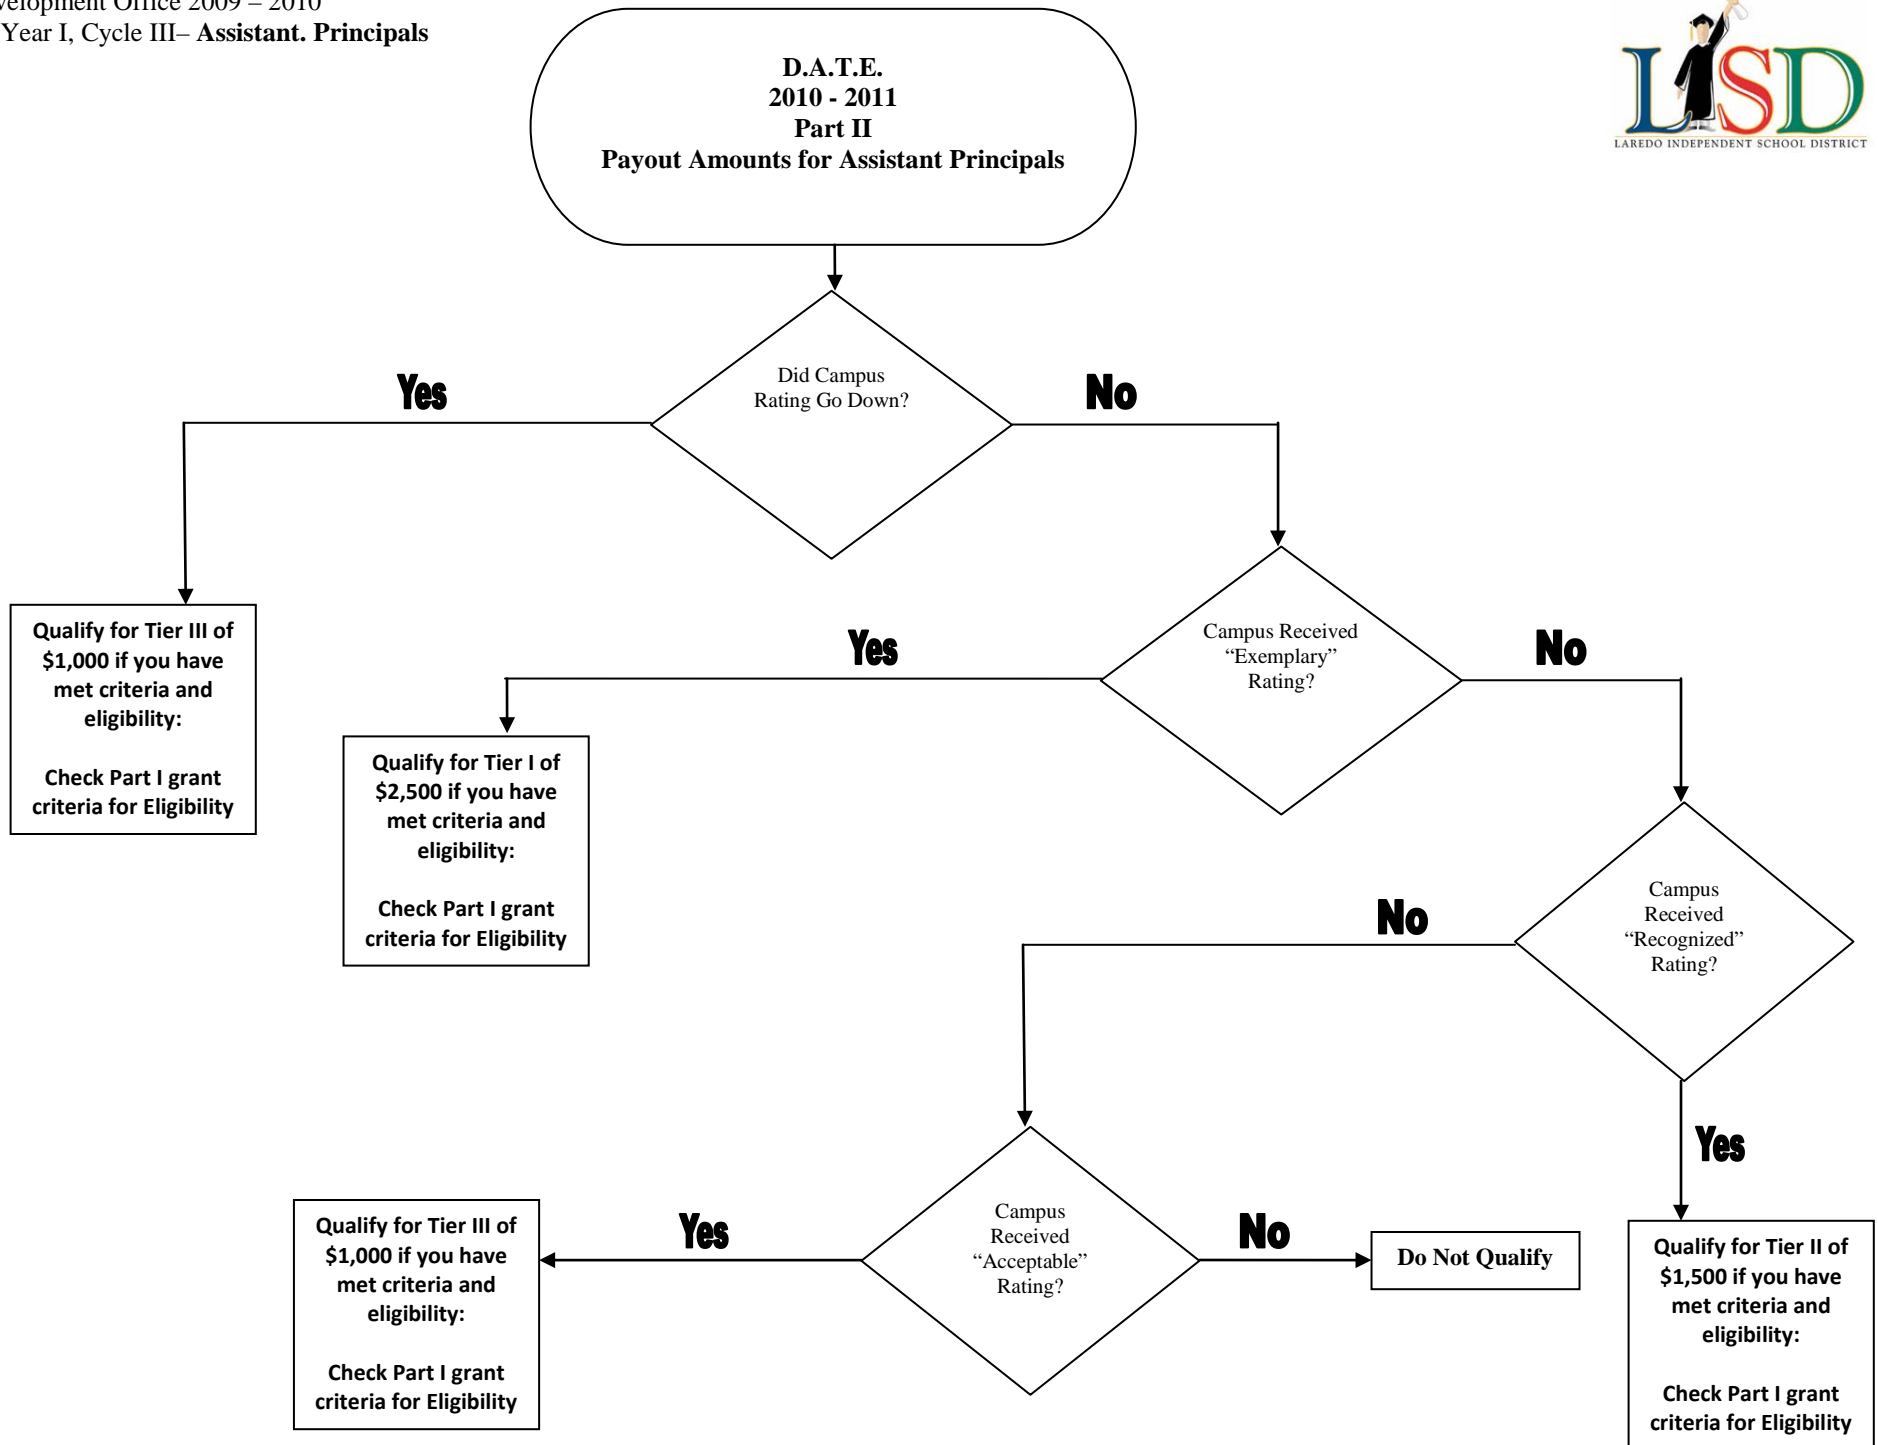 Development Office 2009 – 2010
Year I, Cycle III– Assistant. Principals
LISD
LAREDO INDEPENDENT SCHOOL DISTRICT
D.A.T.E.
2010 - 2011
Part II
Payout Amounts for Assistant Principals
Did Campus
Rating Go Down?
Yes
No
Qualify for Tier III of
$1,000 if you have
met criteria and
eligibility:
Check Part I grant
criteria for Eligibility
Campus Received
“Exemplary”
Rating?
Yes
No
Qualify for Tier I of
$2,500 if you have
met criteria and
eligibility:
Check Part I grant
criteria for Eligibility
Campus
Received
“Recognized”
Rating?
No
Yes
Campus
Received
“Acceptable”
Rating?
Yes
No
Qualify for Tier III of
$1,000 if you have
met criteria and
eligibility:
Check Part I grant
criteria for Eligibility
Do Not Qualify
Qualify for Tier II of
$1,500 if you have
met criteria and
eligibility:
Check Part I grant
criteria for Eligibility